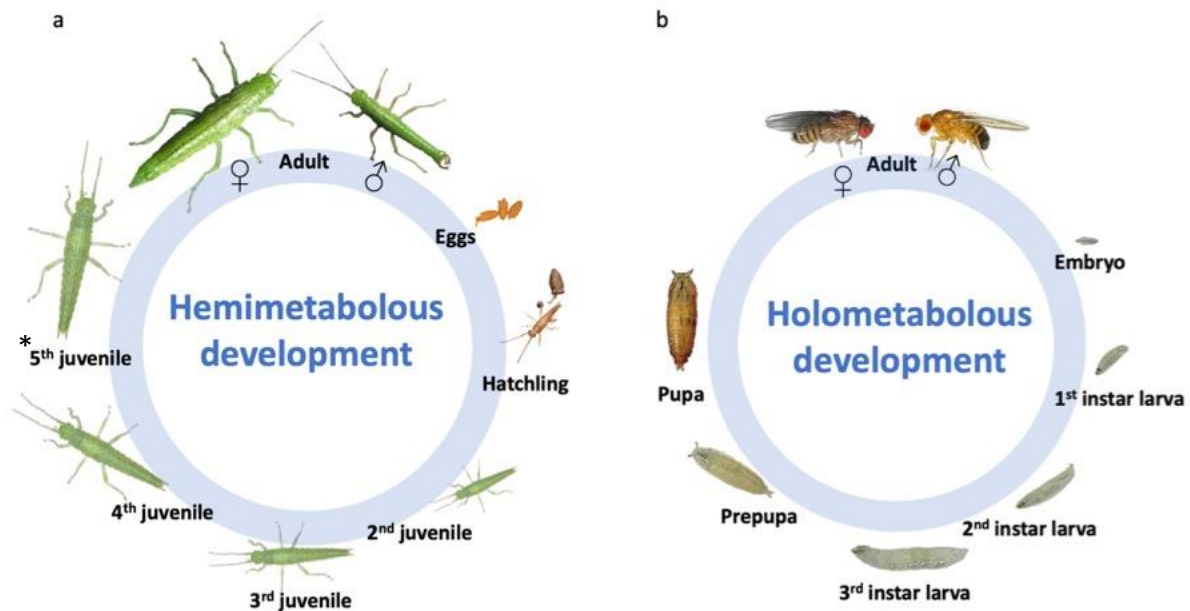 a
Adult
♀
♂
Eggs
Hatchling
2nd juvenile
3rd juvenile
4th juvenile
* 5th juvenile
Hemimetabolous
development
b
Adult
♀
♂
Embryo
1st instar larva
2nd instar larva
3rd instar larva
Prepupa
Pupa
Holometabolous
development